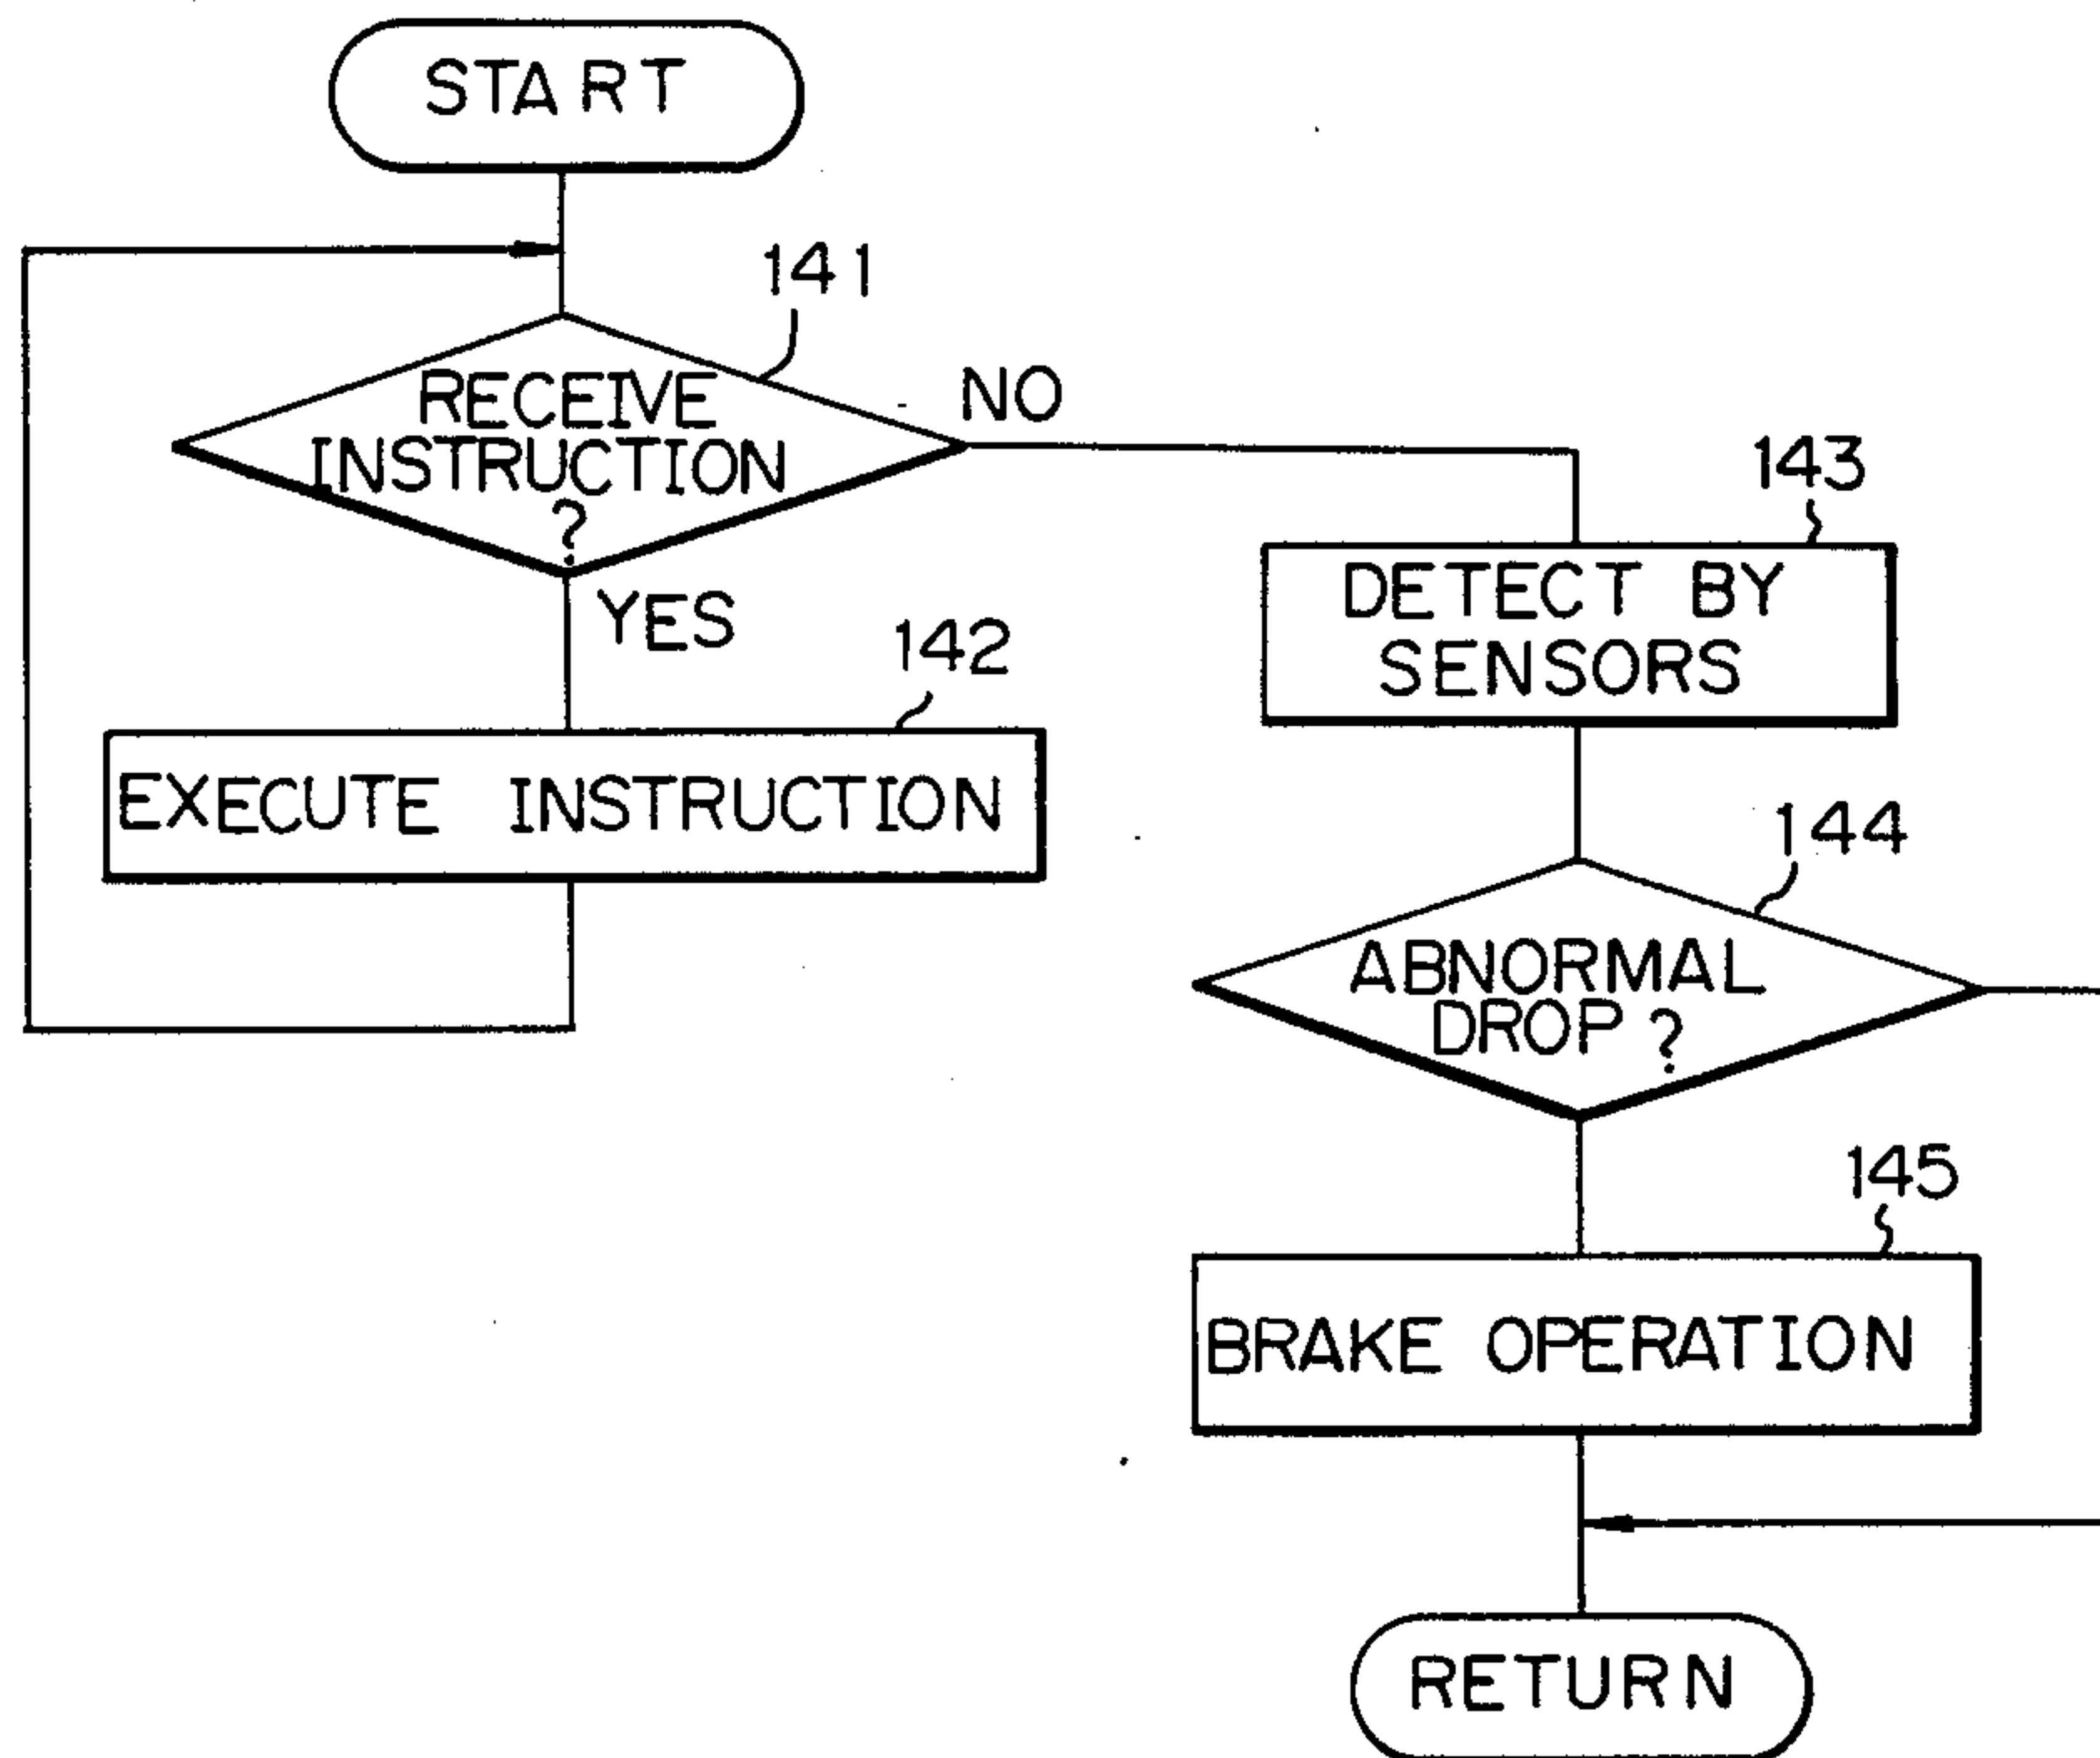 START
141
RECEIVE
INSTRUCTION
?
NO
YES
142
EXECUTE INSTRUCTION
143
DETECT BY
SENSORS
144
ABNORMAL
DROP ?
145
BRAKE OPERATION
RETURN